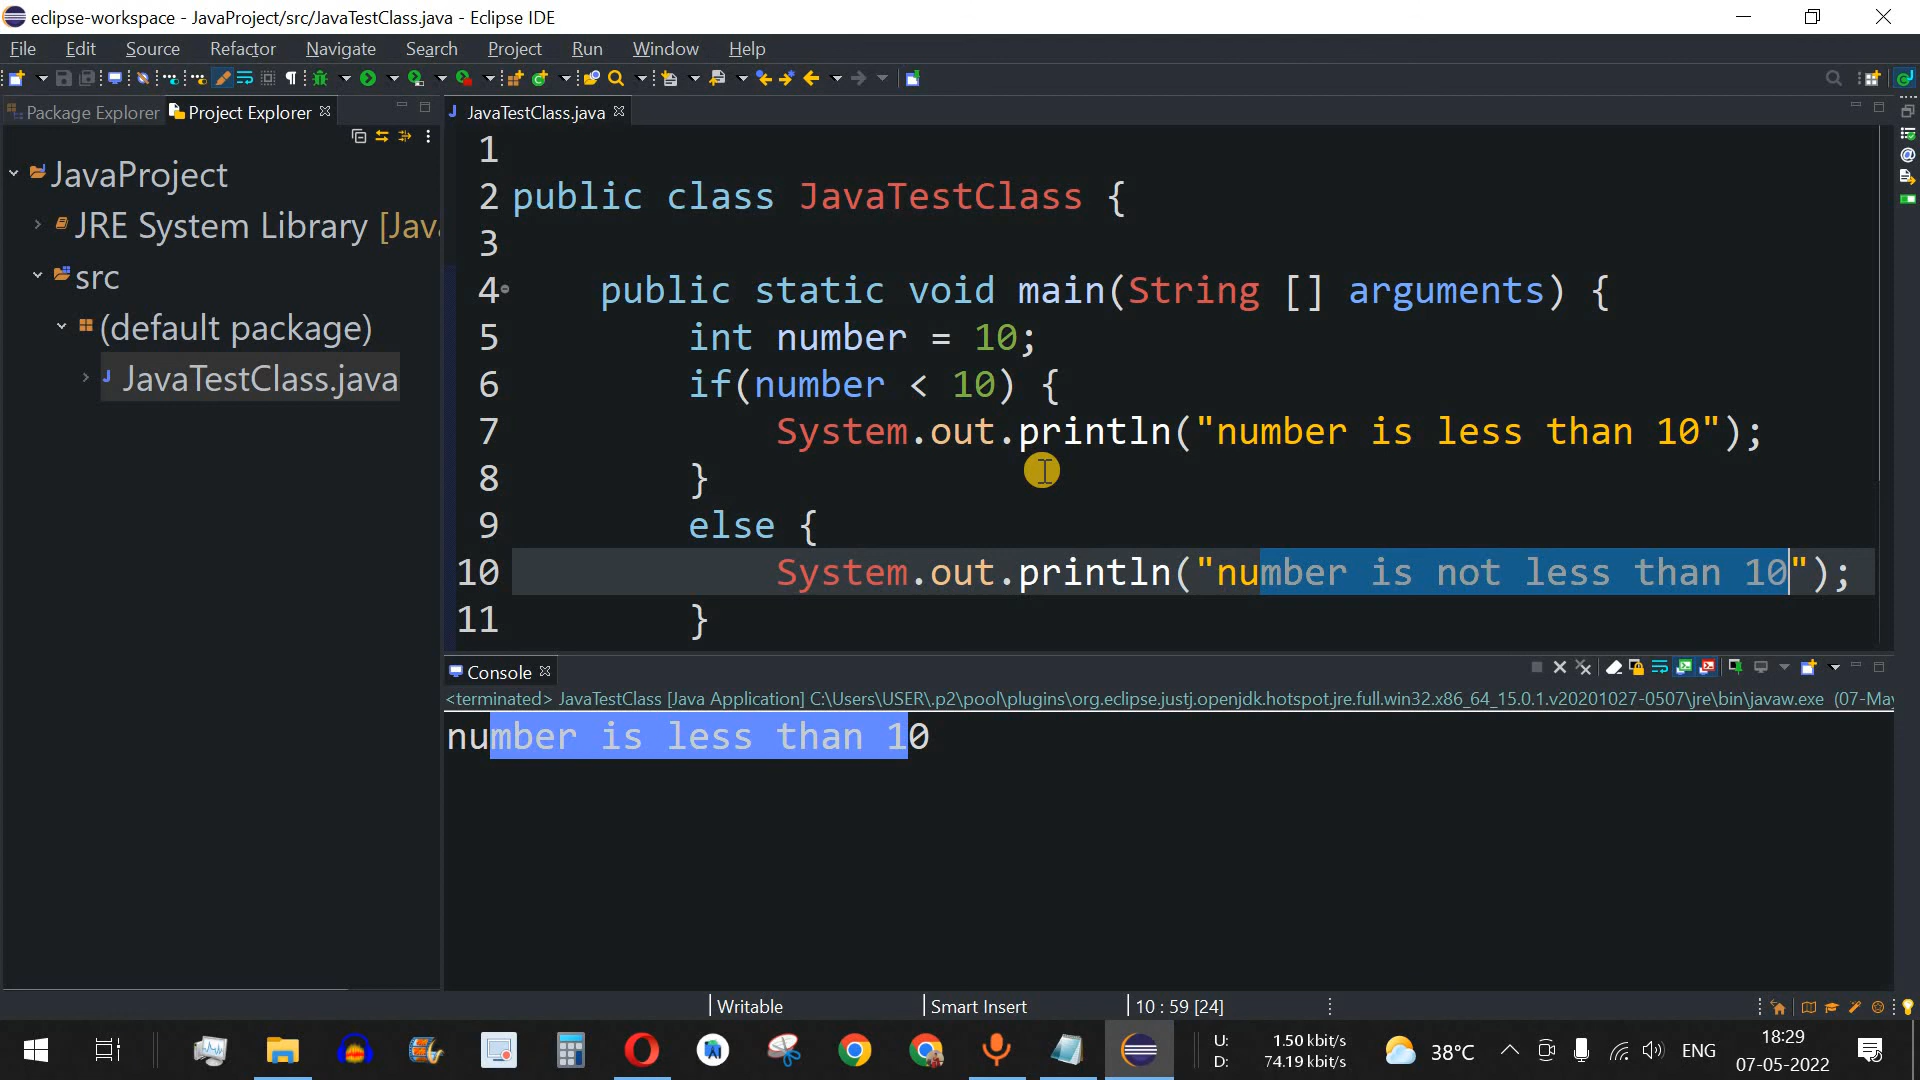 eclipse-workspace - JavaProject/src/JavaTestClass.java - Eclipse IDE
File Edit Source Refactor Navigate Search Project Run Window Help
Package Explorer Project Explorer
JavaTestClass.java
JavaProject
JRE System Library [Jav
src
(default package)
JavaTestClass.java
1
2 public class JavaTestClass {
3
4 public static void main(String [] arguments) {
5 int number = 10;
6 if(number < 10) {
7 System.out.println("number is less than 10");
8 }
9 else {
10 System.out.println("number is not less than 10");
11 }
Console
<terminated> JavaTestClass [Java Application] C:\Users\USER\.p2\pool\plugins\org.eclipse.justj.openjdk.hotspot.jre.full.win32.x86_64_15.0.1.v20201027-0507\jre\bin\javaw.exe (07-May
number is less than 10
Writable Smart Insert 10 : 59 [24]
U: 1.50 kbit/s
D: 74.19 kbit/s
38°C
ENG
18:29
07-05-2022